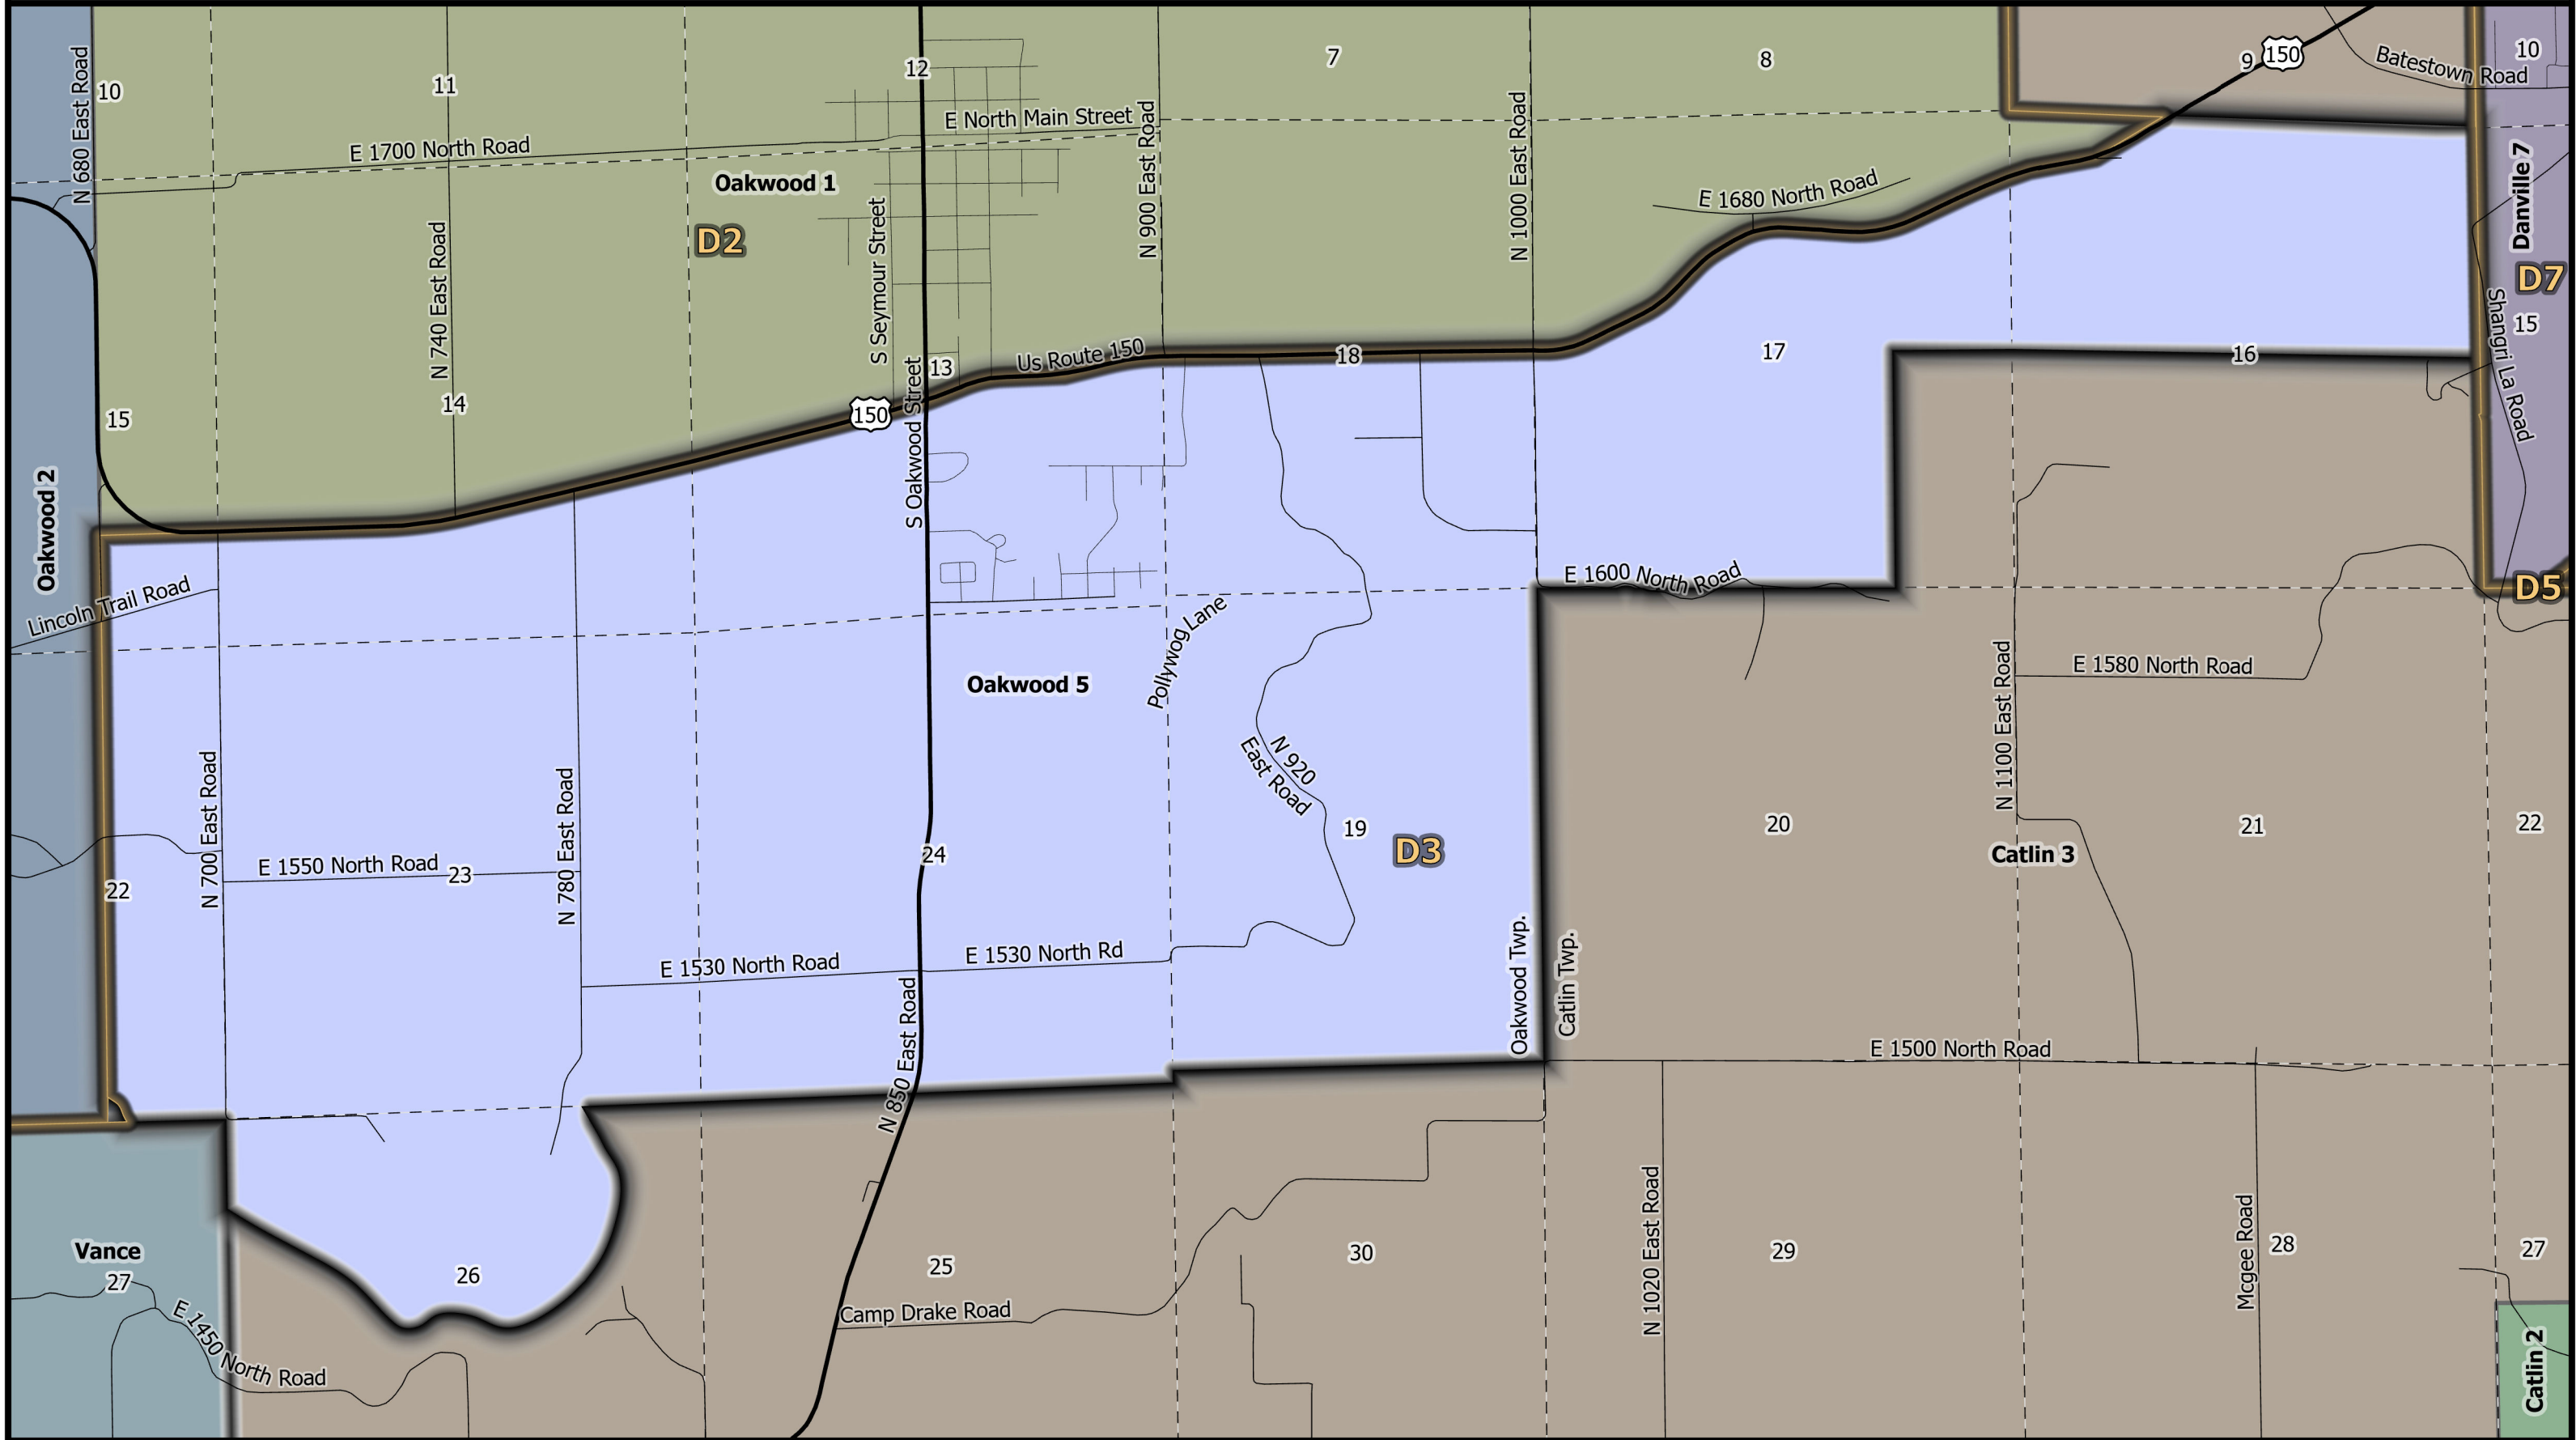 7
8
9
150
10
Batestown Road
12
11
10
N 680 East Road
E North Main Street
E 1700 North Road
N 900 East Road
N 1000 East Road
Oakwood 1
D2
E 1680 North Road
Danville 7
D7
15
Shangri La Road
N 740 East Road
S Seymour Street
Us Route 150
13
18
17
16
14
15
150
S Oakwood Street
Oakwood 2
Lincoln Trail Road
E 1600 North Road
D5
Pollywog Lane
Oakwood 5
N 1100 East Road
E 1580 North Road
N 700 East Road
N 780 East Road
N 920
East Road
19
D3
20
21
22
Catlin 3
24
E 1550 North Road
23
22
E 1530 North Road
E 1530 North Rd
Oakwood Twp.
Catlin Twp.
N 850 East Road
E 1500 North Road
Vance
27
26
25
30
29
28
27
N 1020 East Road
Mcgee Road
Camp Drake Road
E 1450 North Road
Catlin 2